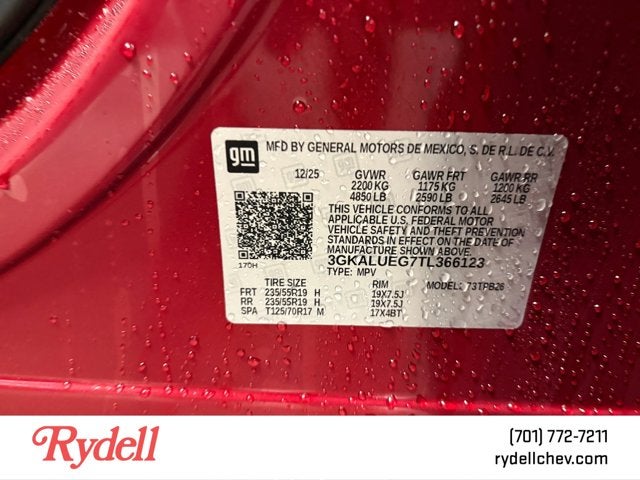 gm MFD BY GENERAL MOTORS DE MEXICO, S. DE R.L. DE C.V.
12/25 GVWR GAWR FRT GAWR RR
2200 KG 1175 KG 1200 KG
4850 LB 2590 LB 2645 LB
THIS VEHICLE CONFORMS TO ALL
APPLICABLE U.S. FEDERAL MOTOR
VEHICLE SAFETY AND THEFT PREVENTION
STANDARDS IN EFFECT ON THE DATE OF
MANUFACTURE SHOWN ABOVE.
170H 3GKALUEG7TL366123
TYPE: MPV MODEL: 73TPB26
TIRE SIZE RIM
FRT 235/55R19 H 19X7.5J
RR 235/55R19 H 19X7.5J
SPA T125/70R17 M 17X4BT
Rydell
(701) 772-7211
rydellchev.com